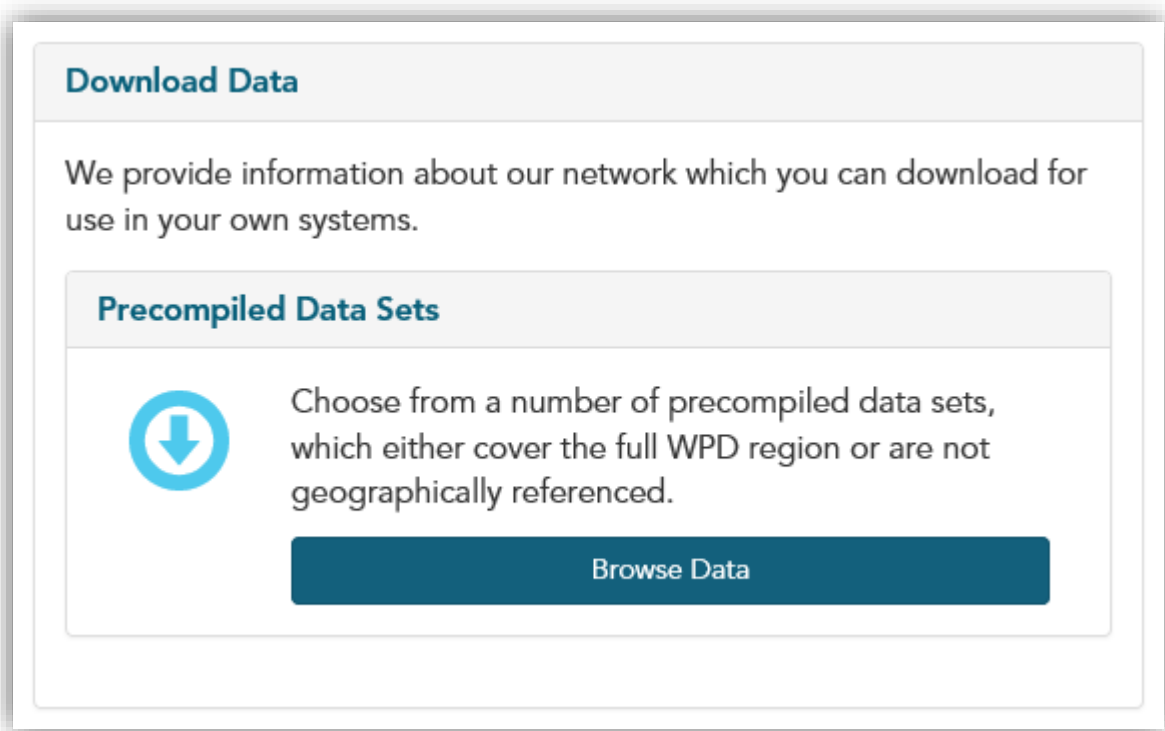 Download Data
We provide information about our network which you can download for
use in your own systems.
Precompiled Data Sets
Choose from a number of precompiled data sets,
which either cover the full WPD region or are not
geographically referenced.
Browse Data